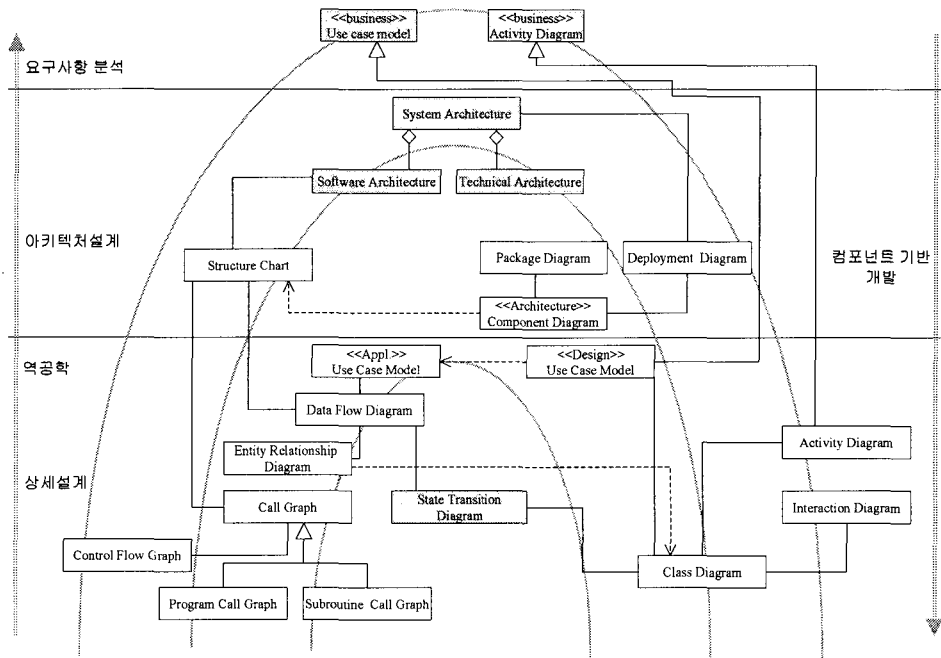 <<business>>
Use case model
<<business>>
Activity Diagram
요구사항 분석
System Architecture
Software Architecture
Technical Architecture
아키텍처설계
Structure Chart
Package Diagram
Deployment Diagram
컴포넌트 기반
개발
<<Architecture>>
Component Diagram
역공학
<<Appl.>>
Use Case Model
<<Design>>
Use Case Model
Data Flow Diagram
Activity Diagram
Entity Relationship
Diagram
상세설계
Call Graph
State Transition
Diagram
Interaction Diagram
Control Flow Graph
Class Diagram
Program Call Graph
Subroutine Call Graph